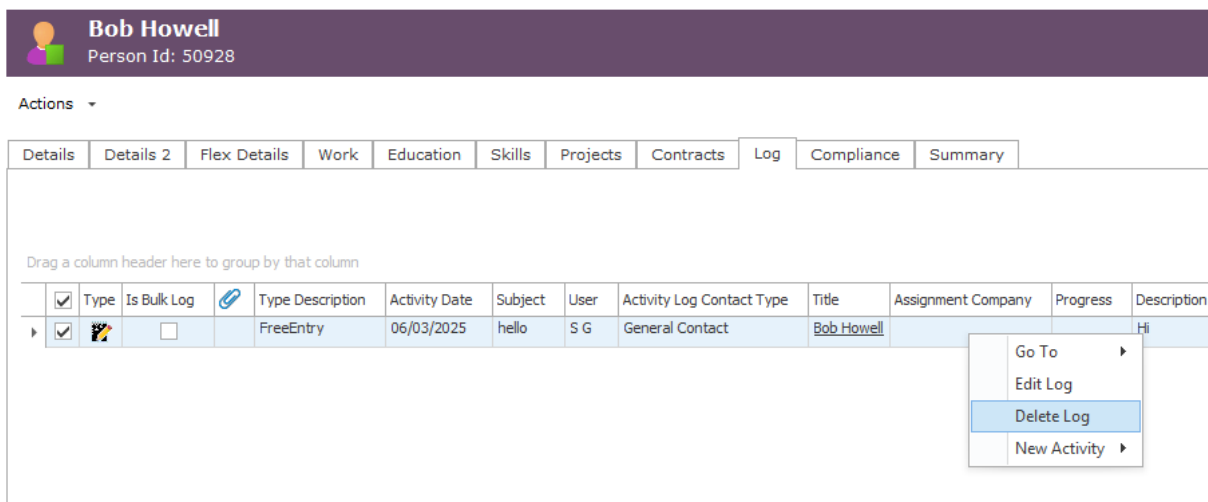 Bob Howell
Person Id: 50928
Actions
Details Details 2 Flex Details Work Education Skills Projects Contracts Log Compliance Summary
Drag a column header here to group by that column
Type Is Bulk Log Type Description Activity Date Subject User Activity Log Contact Type Title Assignment Company Progress Description
FreeEntry 06/03/2025 hello S G General Contact Bob Howell Hi
Go To
Edit Log
Delete Log
New Activity